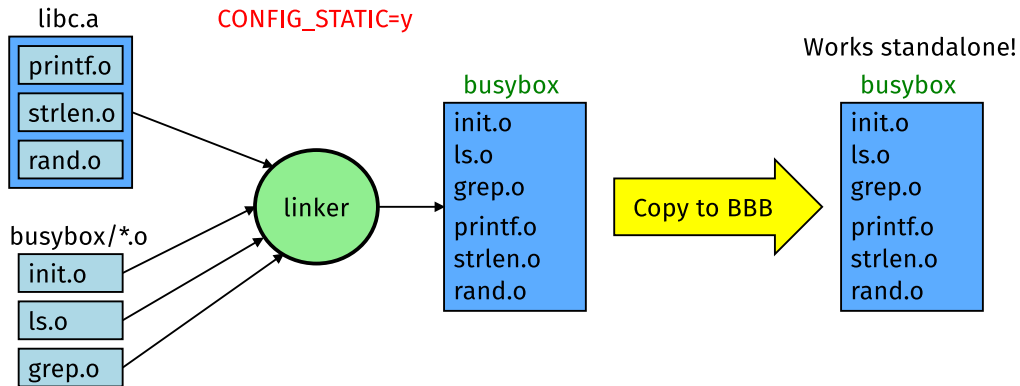 libc.a
printf.o
strlen.o
rand.o
CONFIG_STATIC=y
busybox/*.o
init.o
ls.o
grep.o
linker
busybox
init.o
ls.o
grep.o
printf.o
strlen.o
rand.o
Copy to BBB
Works standalone!
busybox
init.o
ls.o
grep.o
printf.o
strlen.o
rand.o